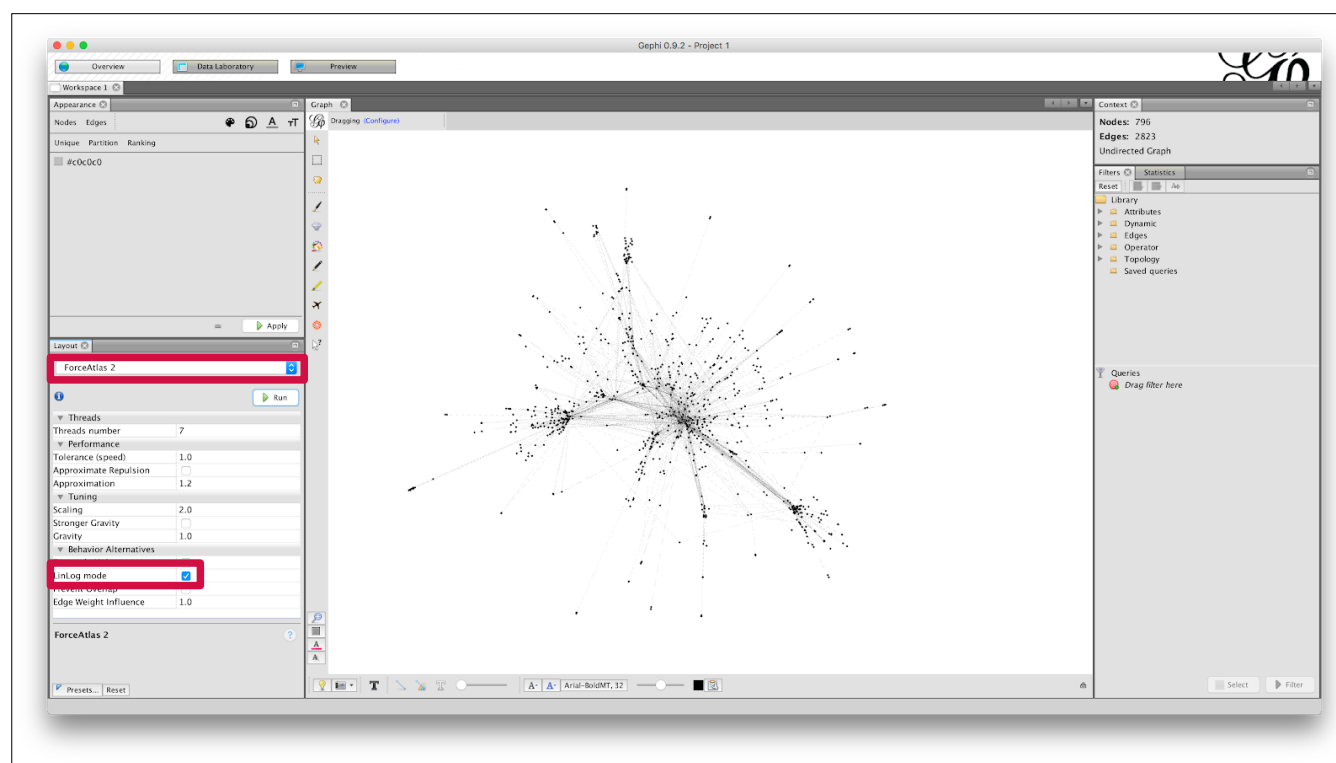 Gephi 0.9.2 - Project 1
Overview
Data Laboratory
Preview
Workspace 1
Appearance
Nodes Edges
Unique Partition Ranking
#c0c0c0
Apply
Layout
ForceAtlas 2
Run
Threads
Threads number 7
Performance
Tolerance (speed) 1.0
Approximate Repulsion
Approximation 1.2
Tuning
Scaling 2.0
Stronger Gravity
Gravity 1.0
Behavior Alternatives
LinLog mode
Prevent Overlap
Edge Weight Influence 1.0
ForceAtlas 2
Presets... Reset
Graph
Dragging (Configure)
Arial-BoldMT, 32
Context
Nodes: 796
Edges: 2823
Undirected Graph
Filters Statistics
Reset
Library
Attributes
Dynamic
Edges
Operator
Topology
Saved queries
Queries
Drag filter here
Select Filter